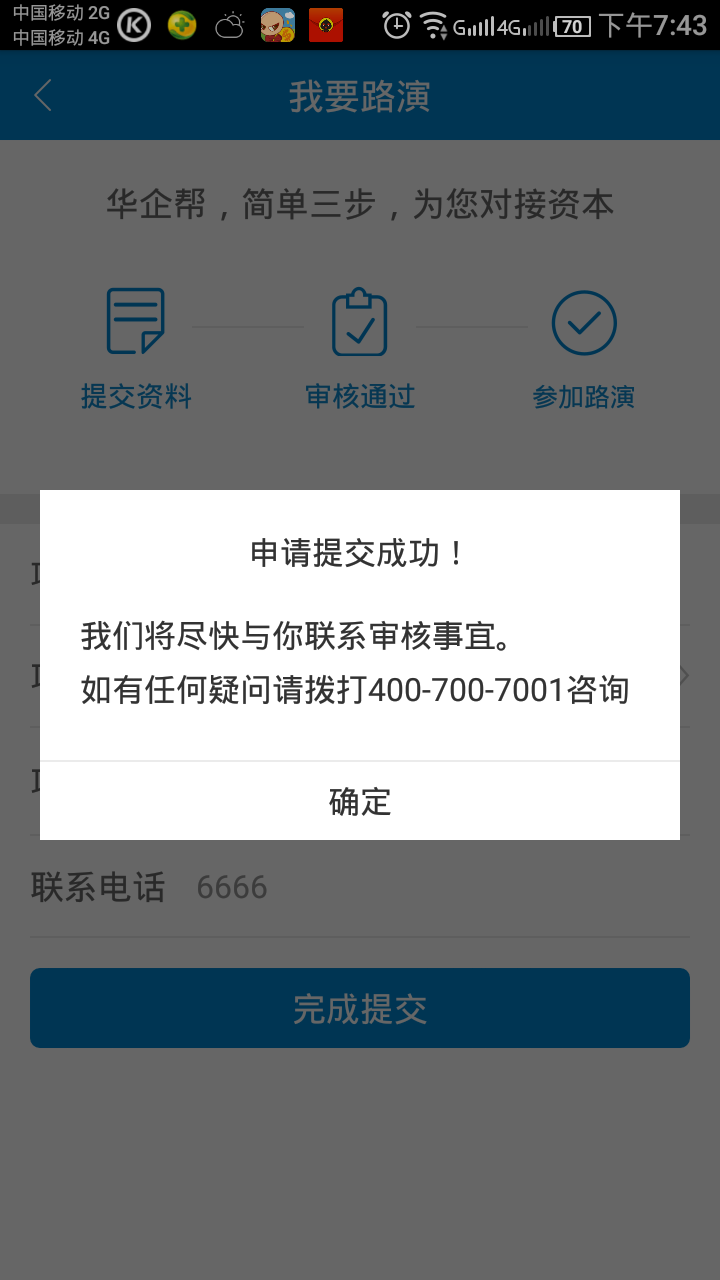 中国移动 2G
中国移动 4G
K
G
4G
70
下午7:43
我要路演
华企帮，简单三步，为您对接资本
提交资料
审核通过
参加路演
申请提交成功！
我们将尽快与你联系审核事宜。
如有任何疑问请拨打400-700-7001咨询
确定
联系电话 6666
完成提交